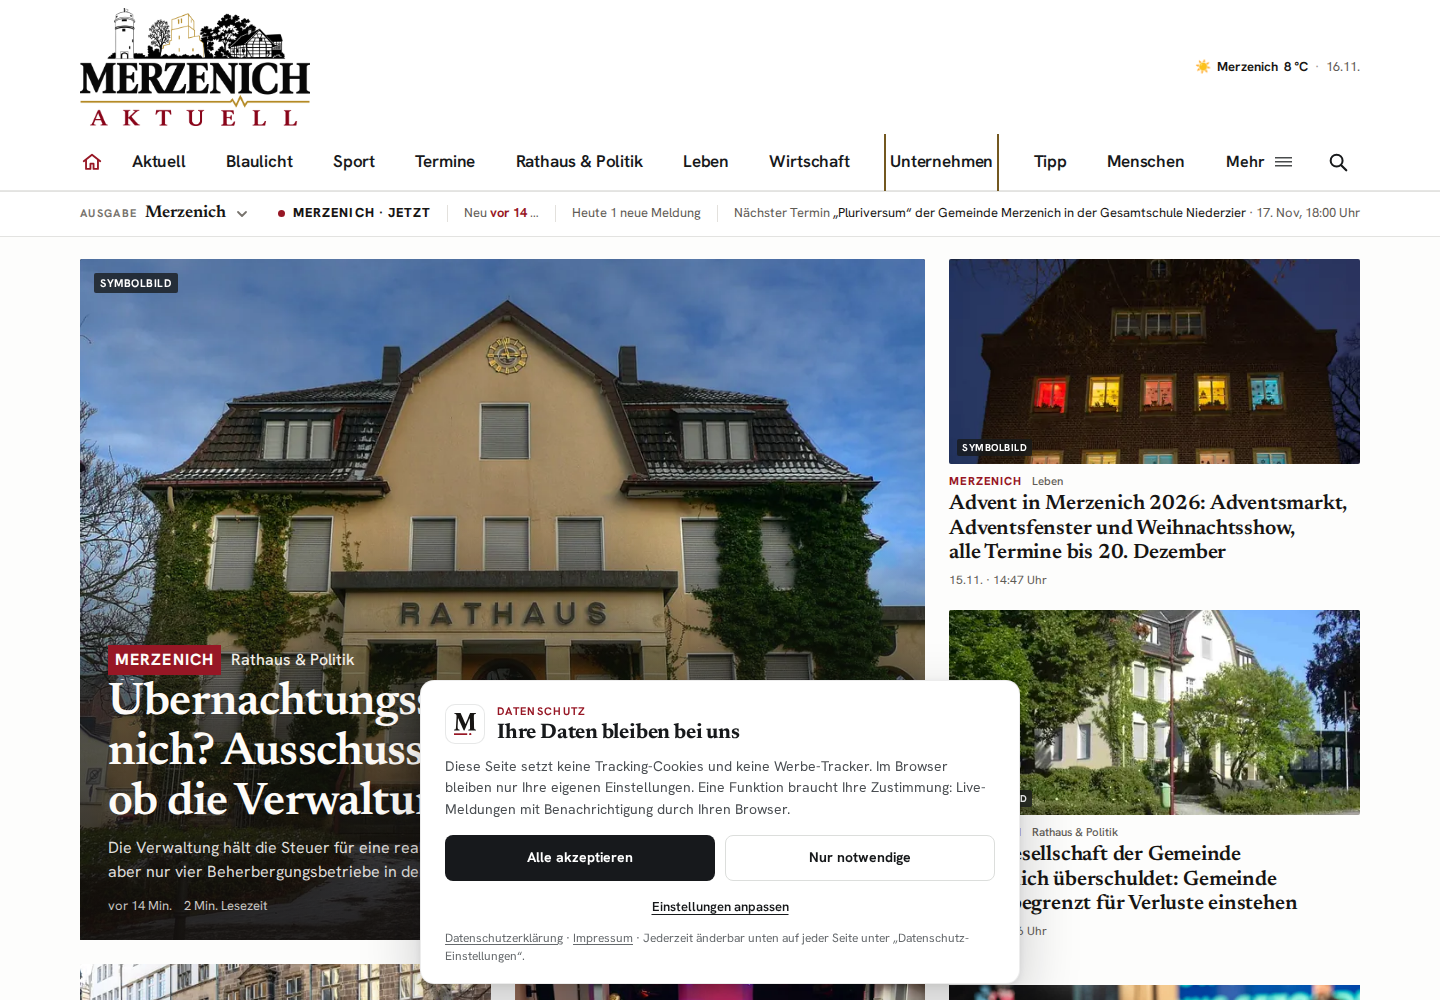 MERZENICH
AKTUELL
☀️ Merzenich 8 °C · 16.11.
Aktuell Blaulicht Sport Termine Rathaus & Politik Leben Wirtschaft Unternehmen Tipp Menschen Mehr
AUSGABE Merzenich
MERZENICH · JETZT
Neu vor 14 ...
Heute 1 neue Meldung
Nächster Termin „Pluriversum“ der Gemeinde Merzenich in der Gesamtschule Niederzier · 17. Nov, 18:00 Uhr
SYMBOLBILD
RATHAUS
MERZENICH Rathaus & Politik
Übernachtungss
nich? Ausschuss
ob die Verwaltu
Die Verwaltung hält die Steuer für eine rea
aber nur vier Beherbergungsbetriebe in de
vor 14 Min. 2 Min. Lesezeit
SYMBOLBILD
MERZENICH Leben
Advent in Merzenich 2026: Adventsmarkt,
Adventsfenster und Weihnachtsshow,
alle Termine bis 20. Dezember
15.11. · 14:47 Uhr
D
Rathaus & Politik
esellschaft der Gemeinde
ich überschuldet: Gemeinde
egrenzt für Verluste einstehen
Uhr
M
DATENSCHUTZ
Ihre Daten bleiben bei uns
Diese Seite setzt keine Tracking-Cookies und keine Werbe-Tracker. Im Browser
bleiben nur Ihre eigenen Einstellungen. Eine Funktion braucht Ihre Zustimmung: Live-
Meldungen mit Benachrichtigung durch Ihren Browser.
Alle akzeptieren
Nur notwendige
Einstellungen anpassen
Datenschutzerklärung · Impressum · Jederzeit änderbar unten auf jeder Seite unter „Datenschutz-
Einstellungen“.